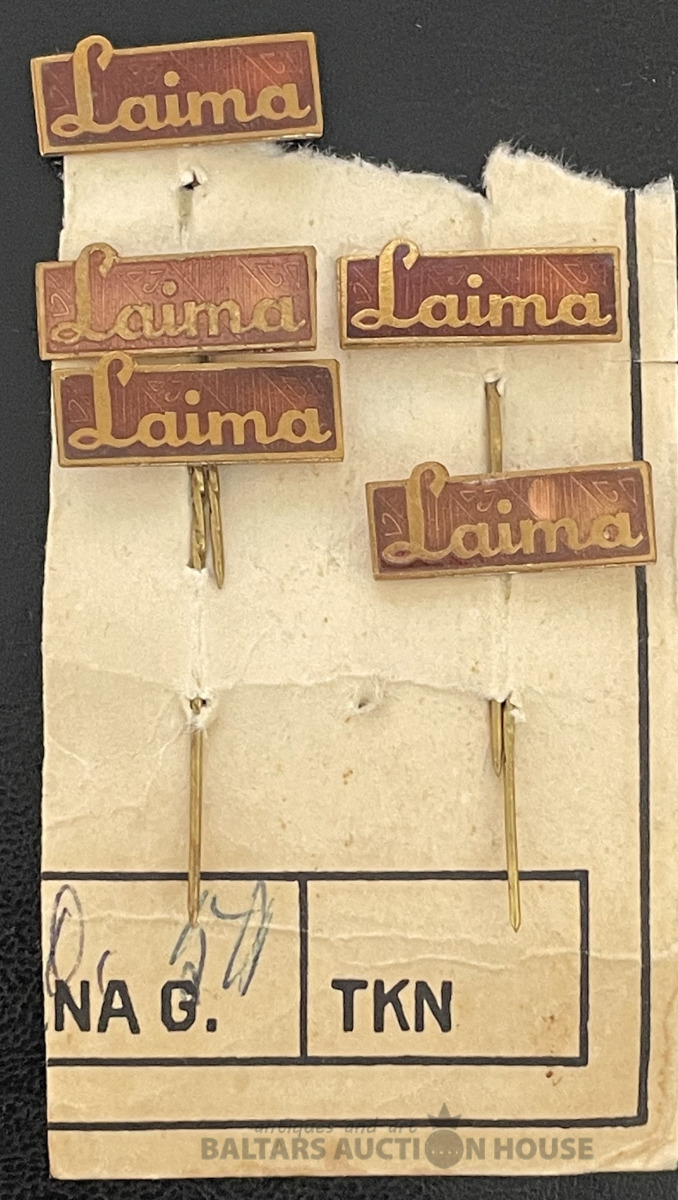 Laima
Laima
Laima
Laima
Laima
NA G.
TKN
antiques and art
BALTARS AUCTION HOUSE